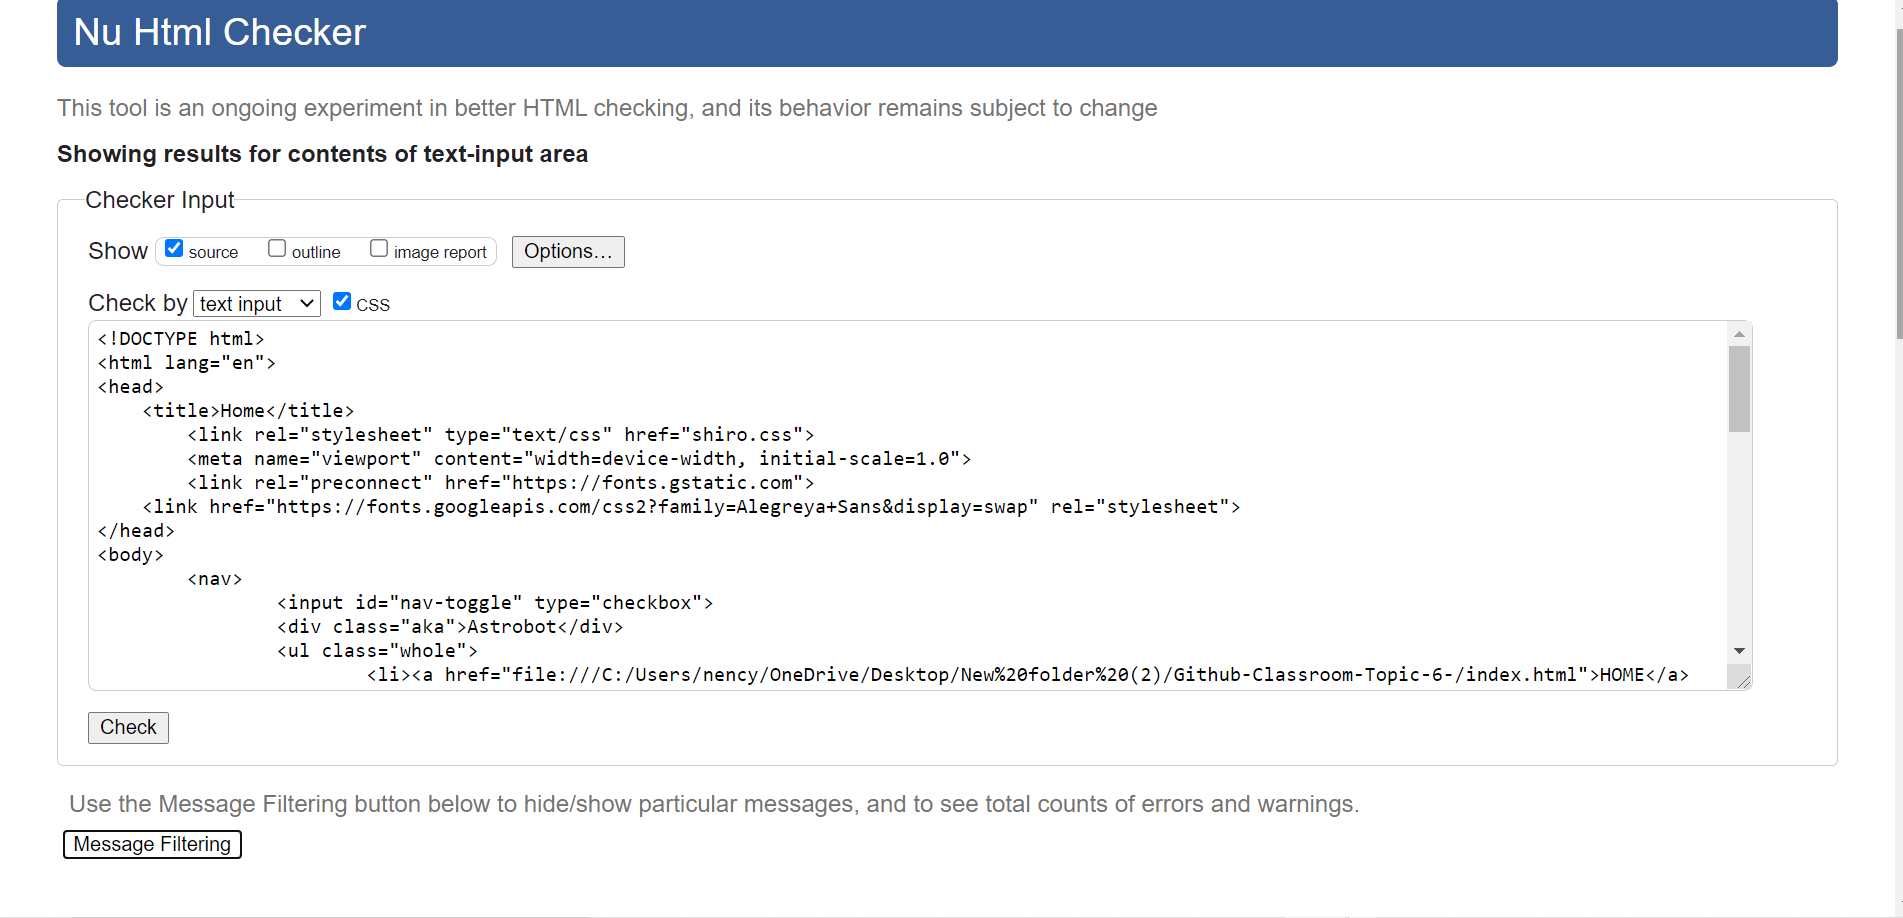 Nu Html Checker
This tool is an ongoing experiment in better HTML checking, and its behavior remains subject to change
Showing results for contents of text-input area
Checker Input
Show source outline image report Options...
Check by text input CSS
<!DOCTYPE html>
<html lang="en">
<head>
    <title>Home</title>
        <link rel="stylesheet" type="text/css" href="shiro.css">
        <meta name="viewport" content="width=device-width, initial-scale=1.0">
        <link rel="preconnect" href="https://fonts.gstatic.com">
    <link href="https://fonts.googleapis.com/css2?family=Alegreya+Sans&display=swap" rel="stylesheet">
</head>
<body>
        <nav>
                <input id="nav-toggle" type="checkbox">
                <div class="aka">Astrobot</div>
                <ul class="whole">
                        <li><a href="file:///C:/Users/nency/OneDrive/Desktop/New%20folder%20(2)/Github-Classroom-Topic-6-/index.html">HOME</a>
Check
Use the Message Filtering button below to hide/show particular messages, and to see total counts of errors and warnings.
Message Filtering